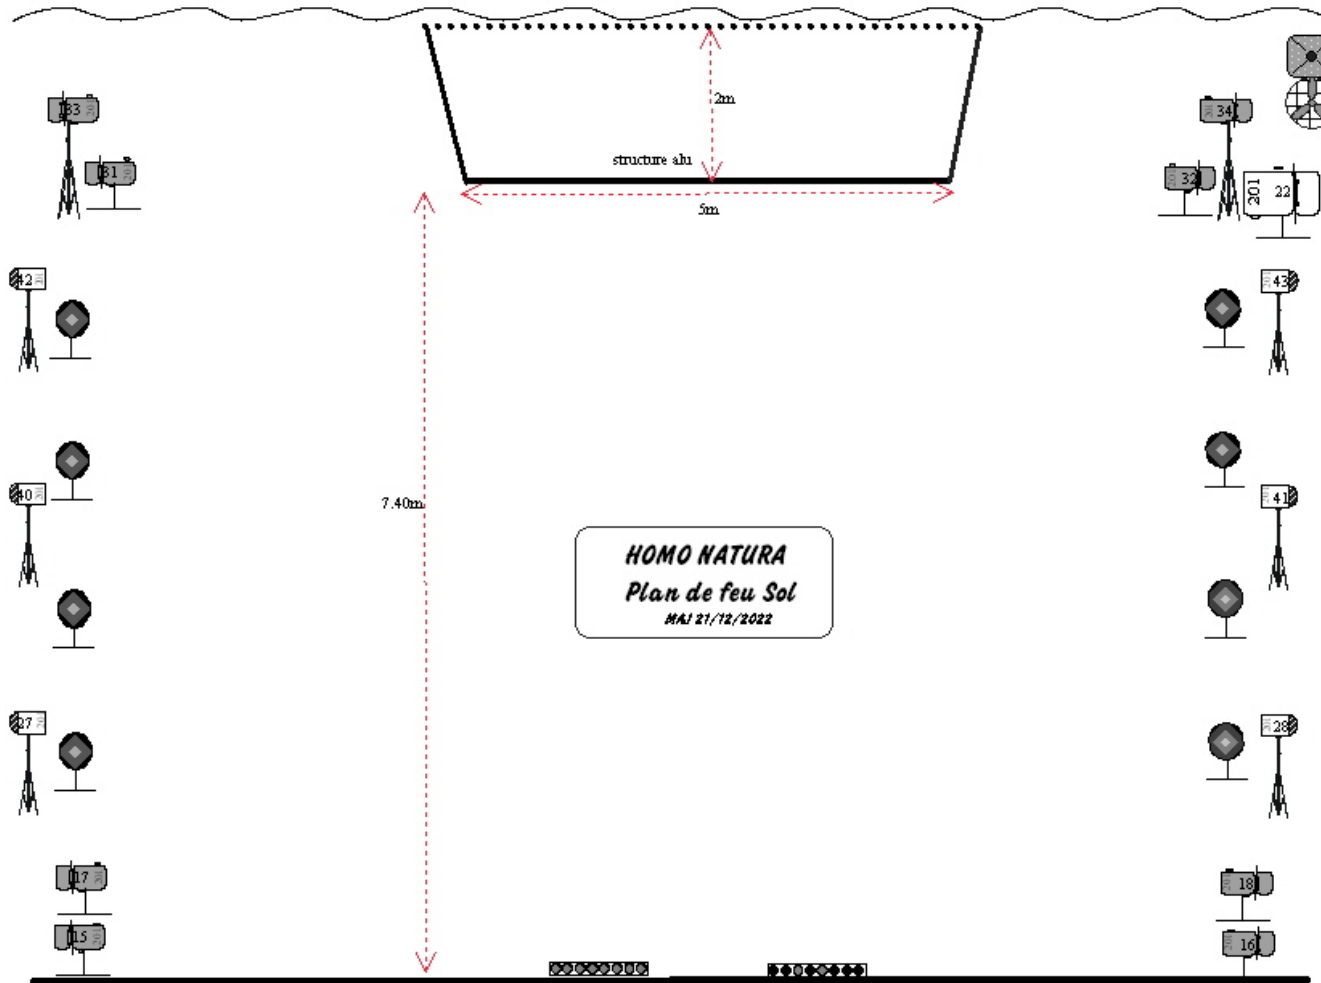 2m
structure alu
5m
7.40m
HOMO NATURA
Plan de feu Sol
MAJ 21/12/2022
33
31
34
32
201
22
42
43
40
41
27
28
17
18
15
16